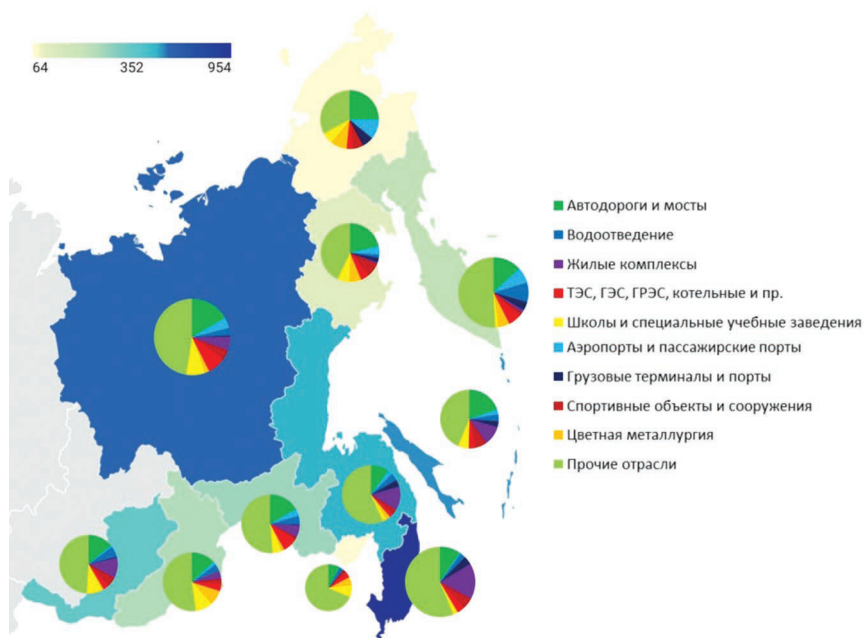 64 352 954
Автодороги и мосты
Водоотведение
Жилые комплексы
ТЭС, ГЭС, ГРЭС, котельные и пр.
Школы и специальные учебные заведения
Аэропорты и пассажирские порты
Грузовые терминалы и порты
Спортивные объекты и сооружения
Цветная металлургия
Прочие отрасли